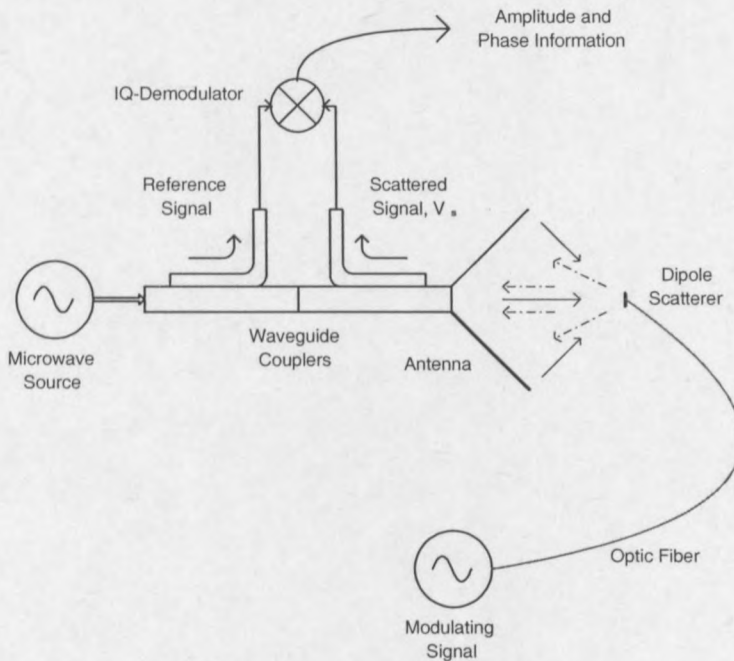 Amplitude and
Phase Information
IQ-Demodulator
Reference
Signal
Scattered
Signal, V s
Dipole
Scatterer
Microwave
Source
Waveguide
Couplers
Antenna
Optic Fiber
Modulating
Signal